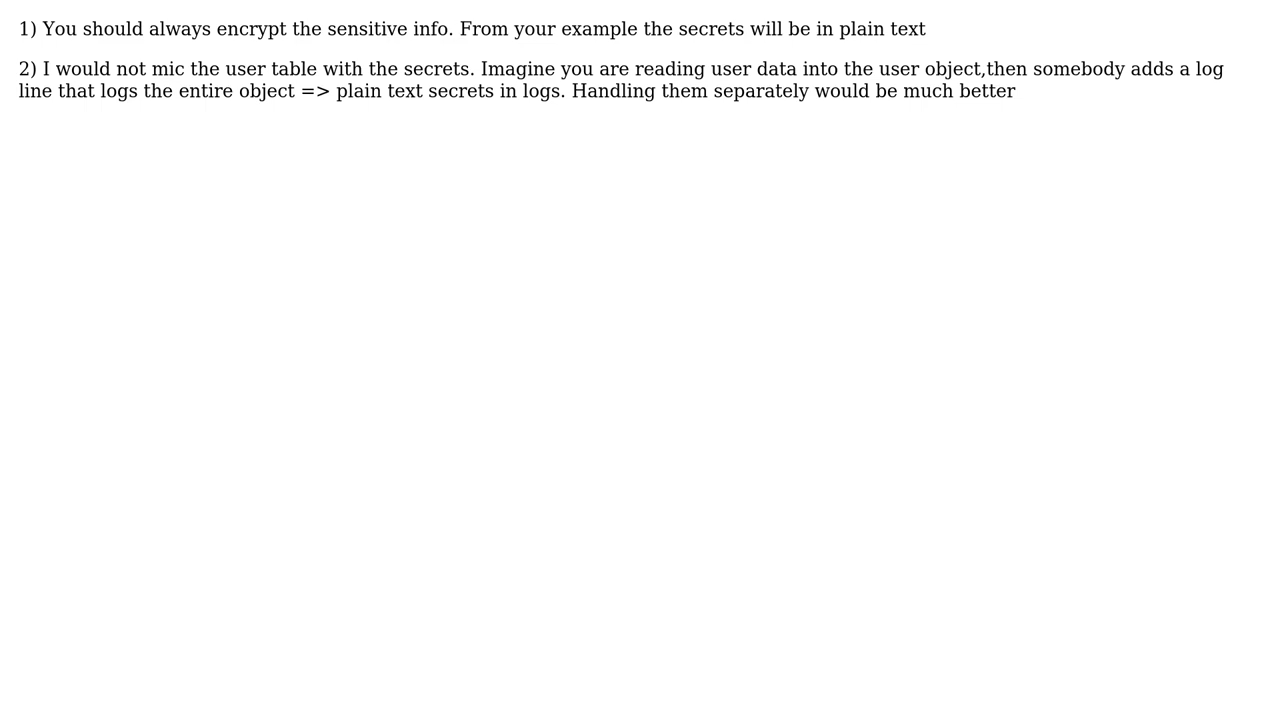 1) You should always encrypt the sensitive info. From your example the secrets will be in plain text
2) I would not mic the user table with the secrets. Imagine you are reading user data into the user object,then somebody adds a log
line that logs the entire object => plain text secrets in logs. Handling them separately would be much better